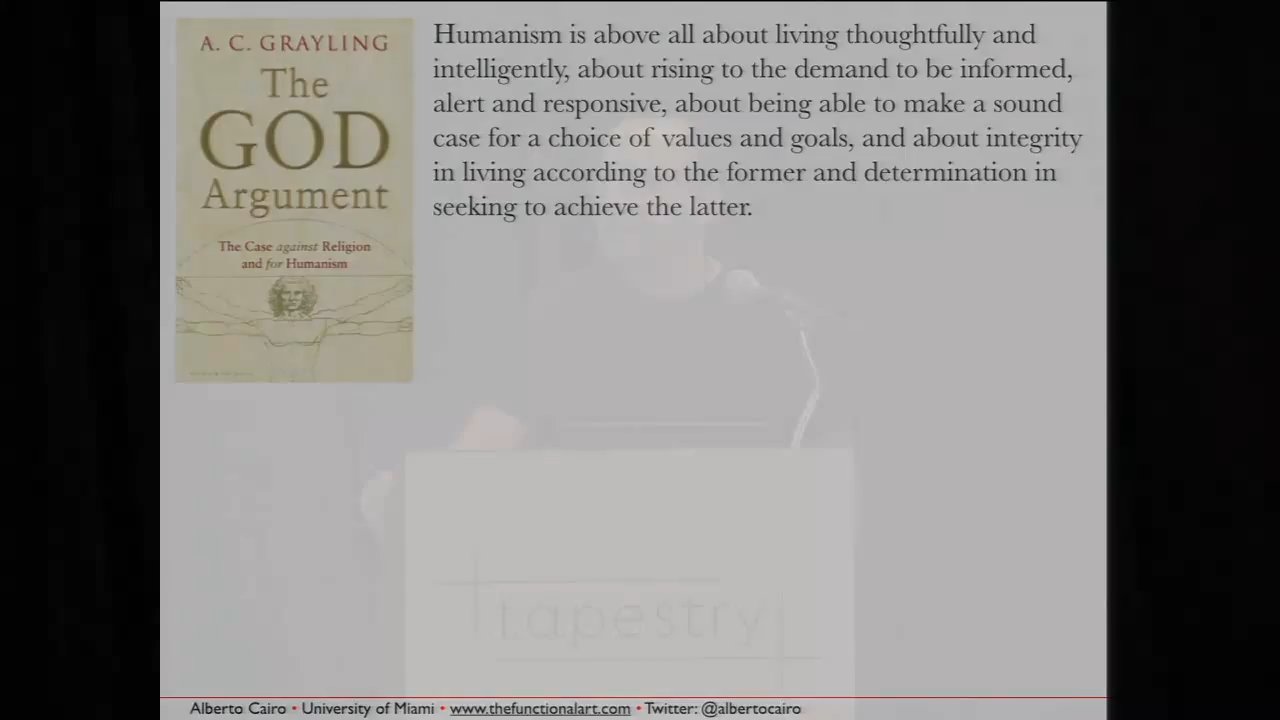 A. C. GRAYLING
The
GOD
Argument
The Case against Religion
and for Humanism
Humanism is above all about living thoughtfully and
intelligently, about rising to the demand to be informed,
alert and responsive, about being able to make a sound
case for a choice of values and goals, and about integrity
in living according to the former and determination in
seeking to achieve the latter.
tapestry
Alberto Cairo • University of Miami • www.thefunctionalart.com • Twitter: @albertocairo